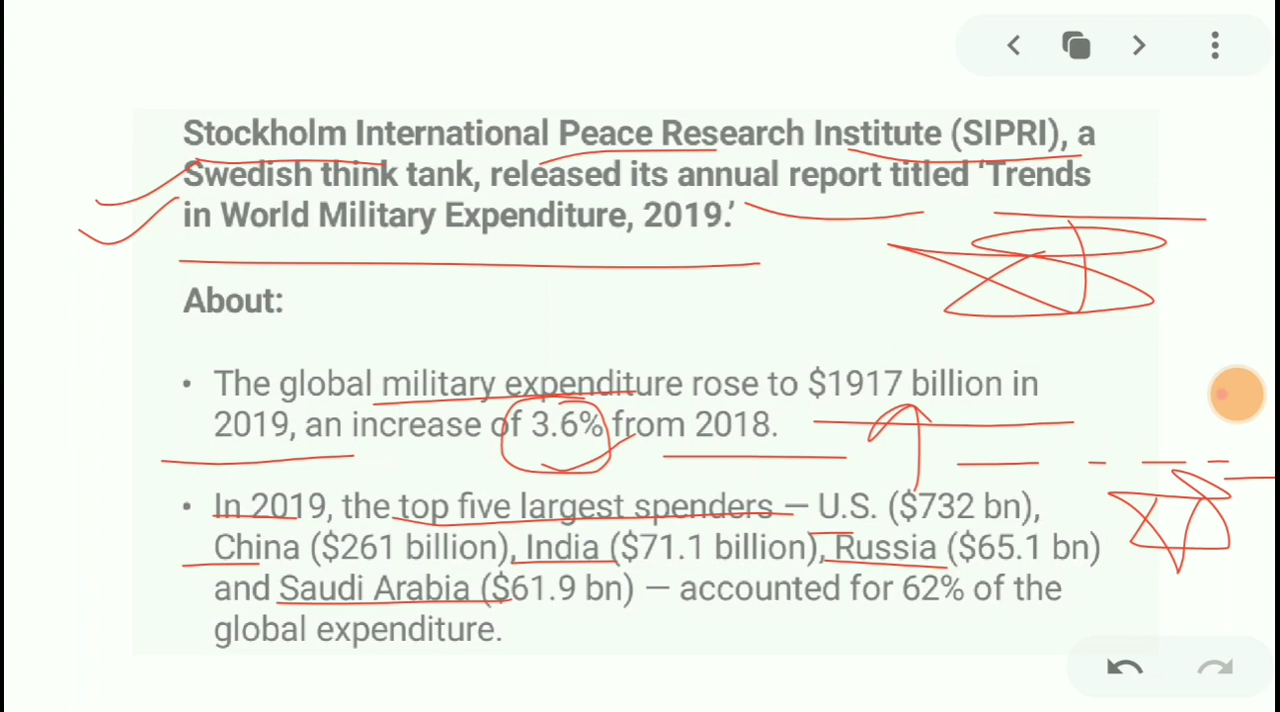 Stockholm International Peace Research Institute (SIPRI), a
Swedish think tank, released its annual report titled ‘Trends
in World Military Expenditure, 2019.’
About:
• The global military expenditure rose to $1917 billion in
2019, an increase of 3.6% from 2018.
• In 2019, the top five largest spenders — U.S. ($732 bn),
China ($261 billion), India ($71.1 billion), Russia ($65.1 bn)
and Saudi Arabia ($61.9 bn) — accounted for 62% of the
global expenditure.